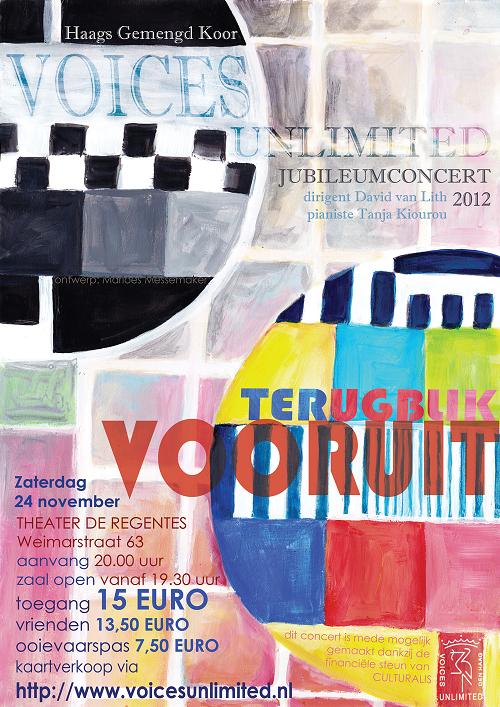 Haags Gemengd Koor
VOICES
UNLIMITED
JUBILEUMCONCERT
dirigent David van Lith
pianiste Tanja Kiourou
2012
ontwerp: Marloes Messemaker
TERUGBLIK
VOORUIT
Zaterdag
24 november
THEATER DE REGENTES
Weimarstraat 63
aanvang 20.00 uur
zaal open vanaf 19.30 uur
toegang 15 EURO
vrienden 13,50 EURO
ooievaarspas 7,50 EURO
kaartverkoop via
http://www.voicesunlimited.nl
dit concert is mede mogelijk
gemaakt dankzij de
financiële steun van
CULTURALIS
VOICES
DEN HAAG
UNLIMITED